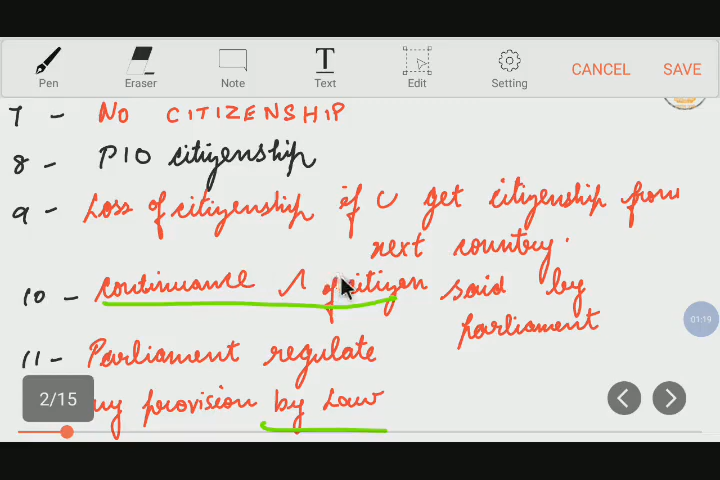 Pen Eraser Note Text Edit Setting CANCEL SAVE
7 - NO CITIZENSHIP
8 - PIO citizenship
9 - Loss of citizenship if C get citizenship from
next country.
10 - continuance of citizen said by
parliament
01:19
11 - Parliament regulate
2/15
provision by Law